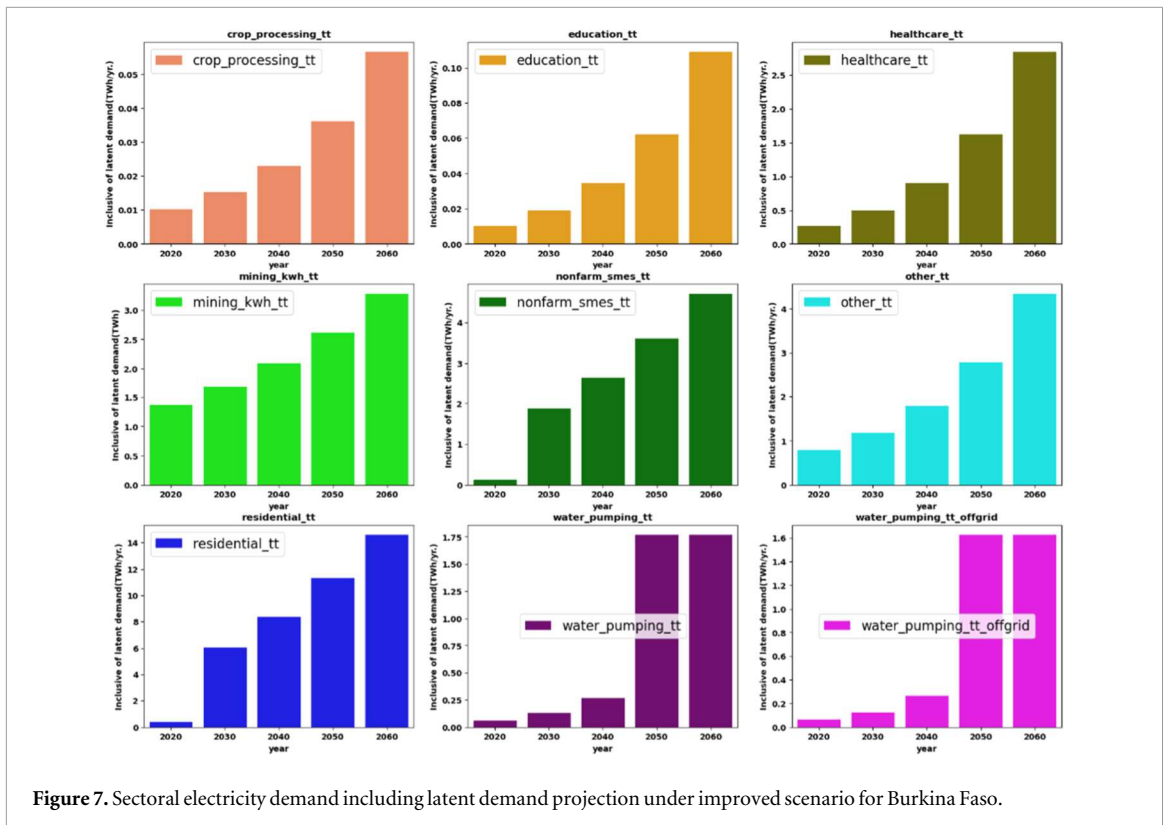 crop_processing_tt
crop_processing_tt
Inclusive of latent demand(TWh/yr.)
0.05
0.04
0.03
0.02
0.01
0.00
2020 2030 2040 2050 2060
year
education_tt
education_tt
Inclusive of latent demand(TWh/yr.)
0.10
0.08
0.06
0.04
0.02
0.00
2020 2030 2040 2050 2060
year
healthcare_tt
healthcare_tt
Inclusive of latent demand(TWh/yr.)
2.5
2.0
1.5
1.0
0.5
0.0
2020 2030 2040 2050 2060
year
mining_kwh_tt
mining_kwh_tt
Inclusive of latent demand(TWh)
3.0
2.5
2.0
1.5
1.0
0.5
0.0
2020 2030 2040 2050 2060
year
nonfarm_smes_tt
nonfarm_smes_tt
Inclusive of latent demand(TWh/yr.)
4
3
2
1
0
2020 2030 2040 2050 2060
year
other_tt
other_tt
Inclusive of latent demand(TWh/yr.)
4
3
2
1
0
2020 2030 2040 2050 2060
year
residential_tt
residential_tt
Inclusive of latent demand(TWh/yr.)
14
12
10
8
6
4
2
0
2020 2030 2040 2050 2060
year
water_pumping_tt
water_pumping_tt
Inclusive of latent demand(TWh/yr.)
1.75
1.50
1.25
1.00
0.75
0.50
0.25
0.00
2020 2030 2040 2050 2060
year
water_pumping_tt_offgrid
water_pumping_tt_offgrid
Inclusive of latent demand(TWh/yr.)
1.6
1.4
1.2
1.0
0.8
0.6
0.4
0.2
0.0
2020 2030 2040 2050 2060
year
Figure 7. Sectoral electricity demand including latent demand projection under improved scenario for Burkina Faso.